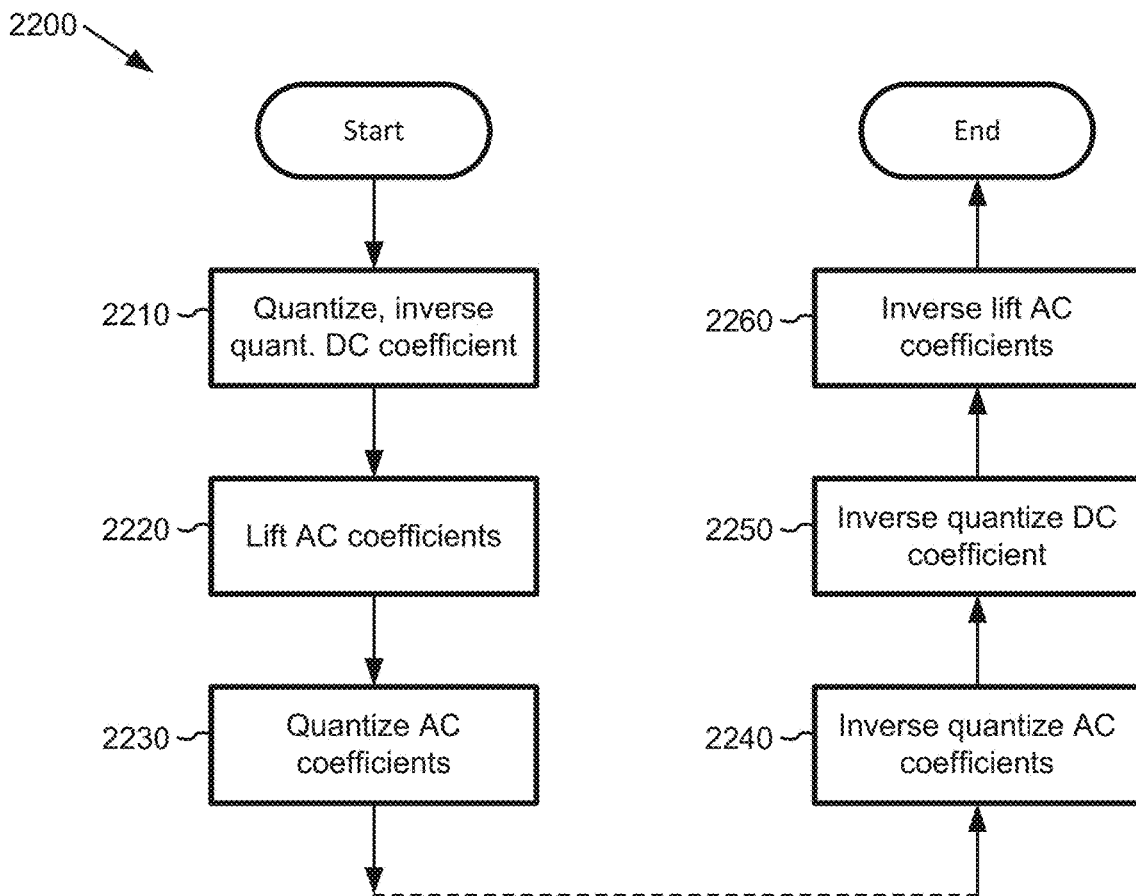 2200
Start
2210
Quantize, inverse
quant. DC coefficient
2220
Lift AC coefficients
2230
Quantize AC
coefficients
End
2260
Inverse lift AC
coefficients
2250
Inverse quantize DC
coefficient
2240
Inverse quantize AC
coefficients